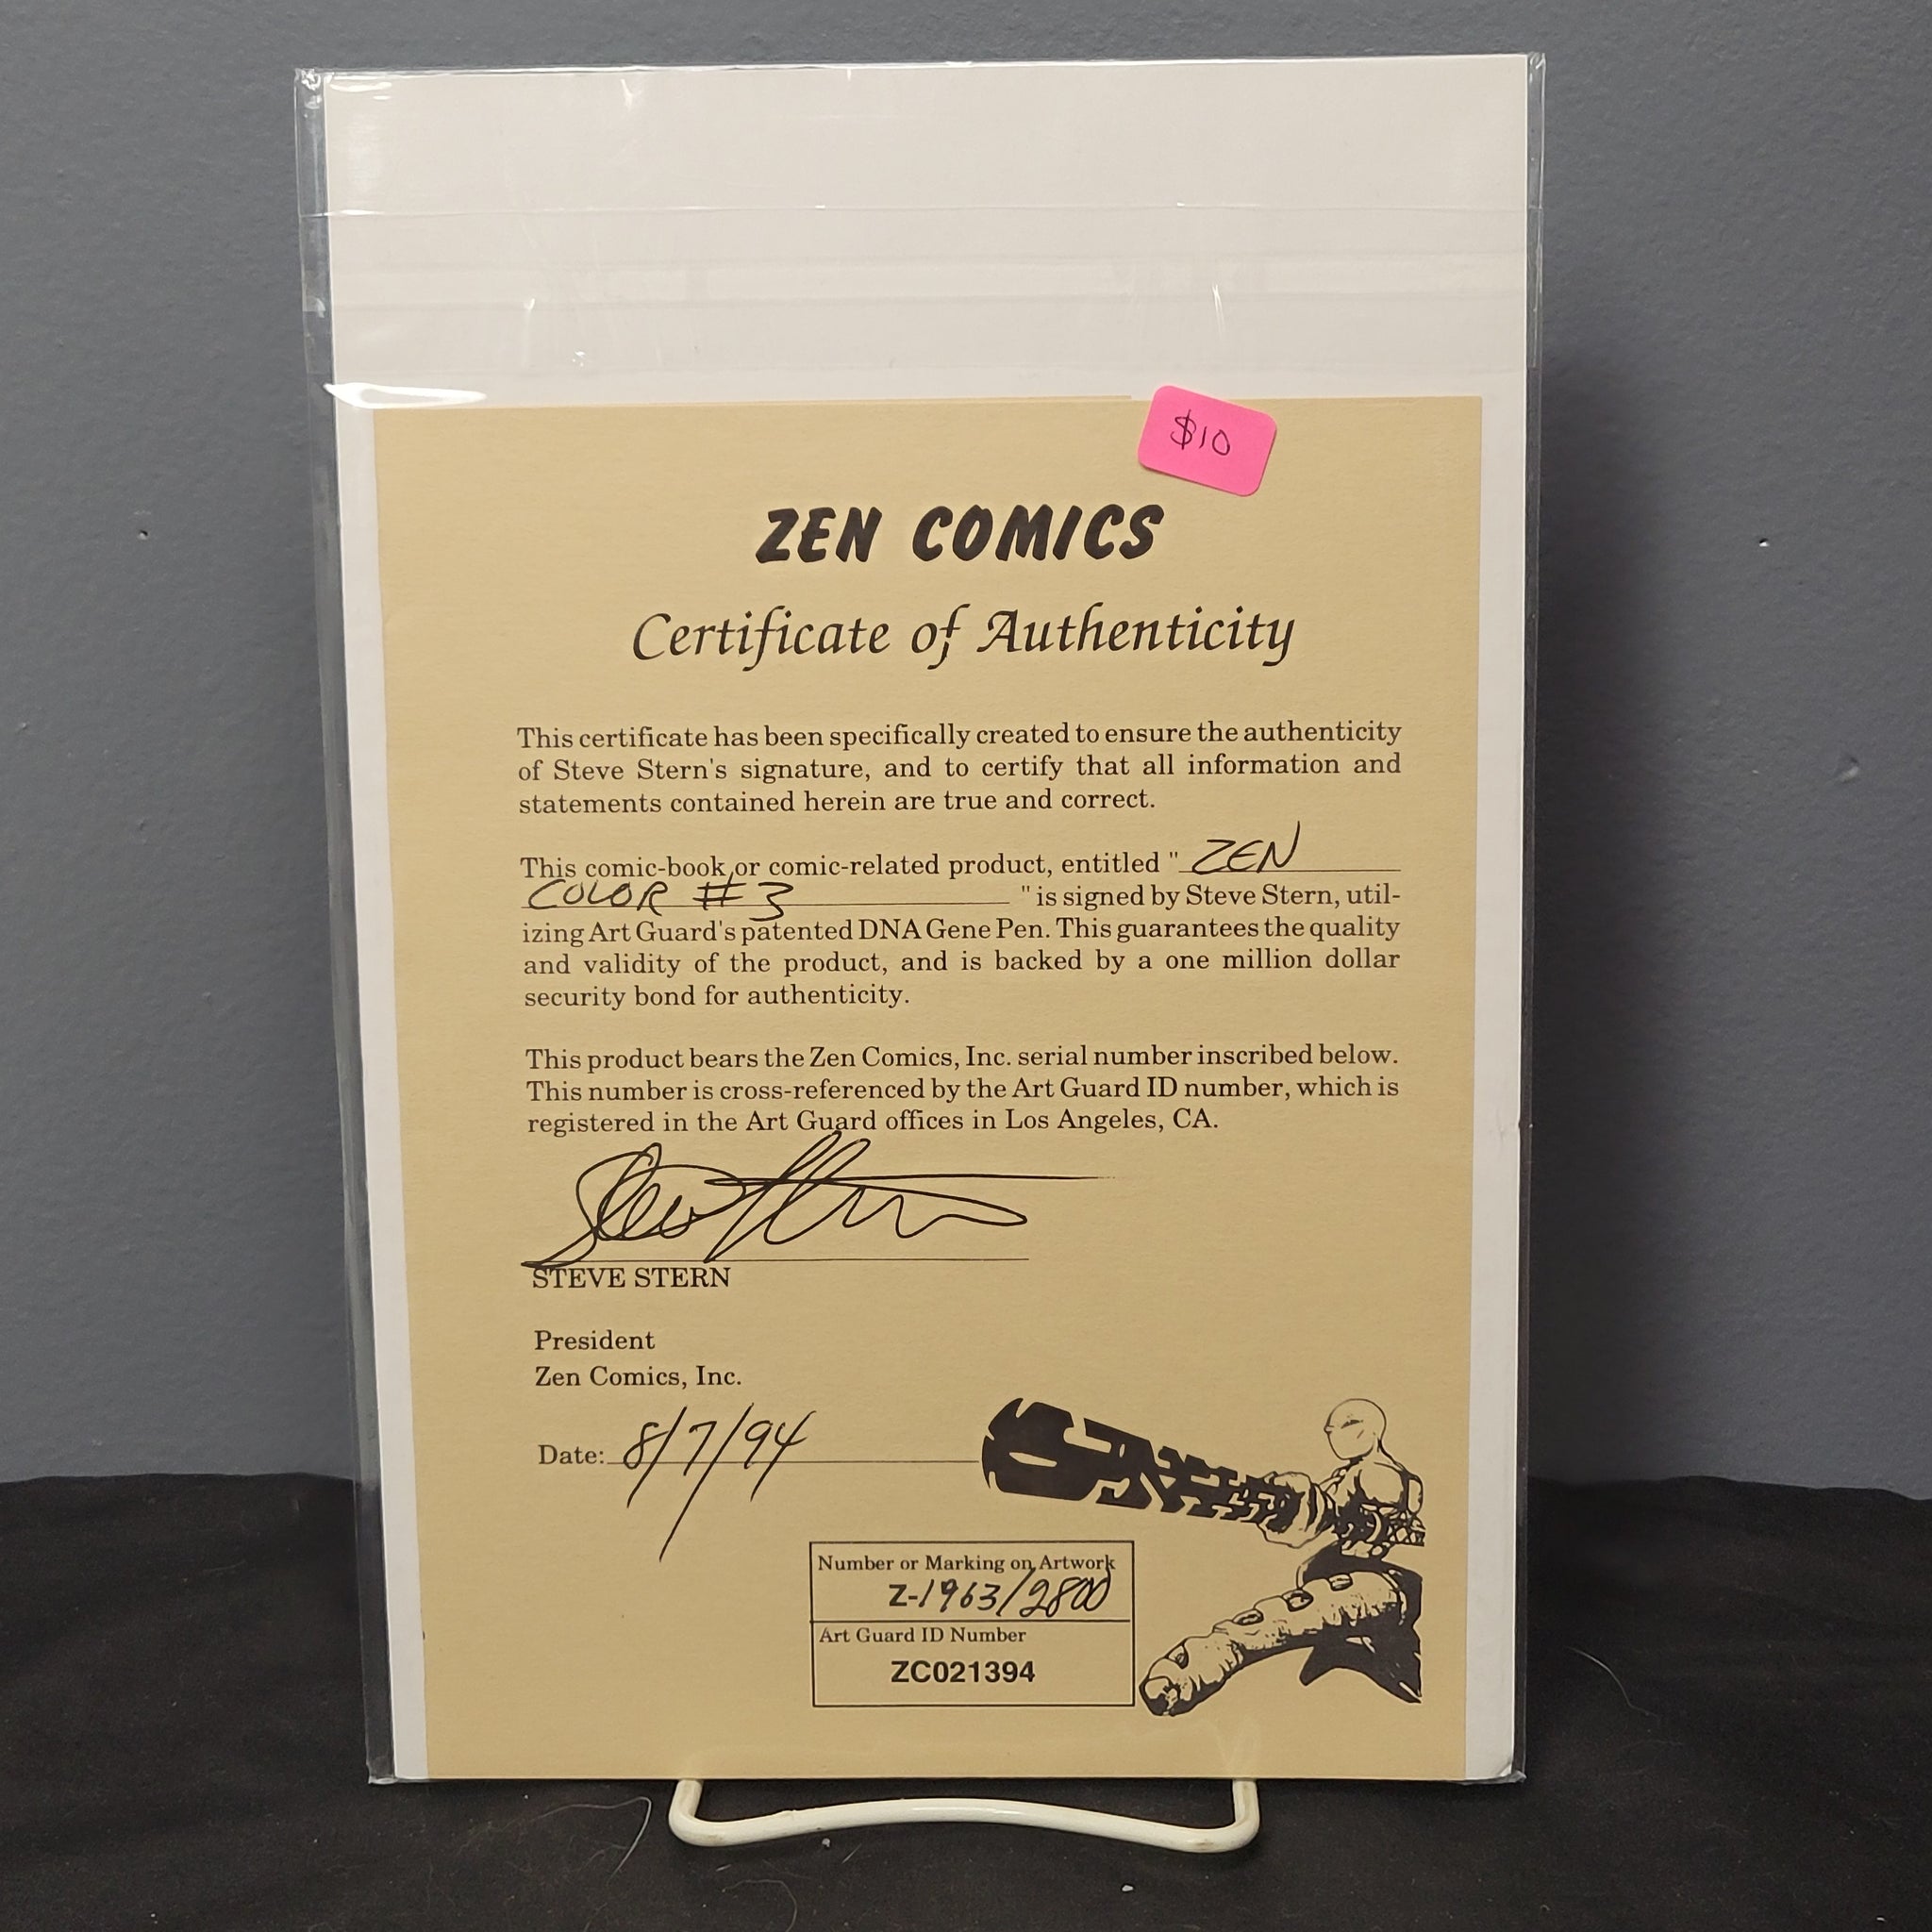 $10
ZEN COMICS
Certificate of Authenticity
This certificate has been specifically created to ensure the authenticity
of Steve Stern's signature, and to certify that all information and
statements contained herein are true and correct.
This comic-book or comic-related product, entitled " ZEN
COLOR #3 " is signed by Steve Stern, util-
izing Art Guard's patented DNA Gene Pen. This guarantees the quality
and validity of the product, and is backed by a one million dollar
security bond for authenticity.
This product bears the Zen Comics, Inc. serial number inscribed below.
This number is cross-referenced by the Art Guard ID number, which is
registered in the Art Guard offices in Los Angeles, CA.
Steve Stern
STEVE STERN
President
Zen Comics, Inc.
Date: 8/7/94
Number or Marking on Artwork
Z-1963/2800
Art Guard ID Number
ZC021394
ZEN